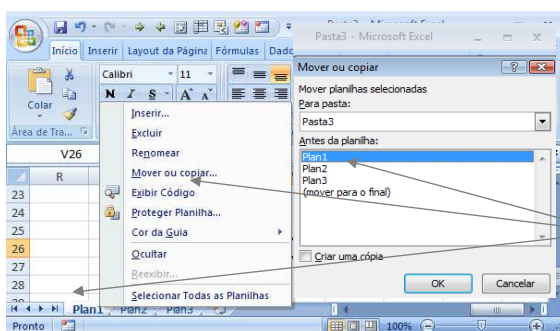 Pasta3 - Microsoft Excel
Início Inserir Layout da Página Fórmulas Dado
Colar
Calibri 11
N I S A A
Área de Tra...
V26
R
23
24
25
26
27
28
Inserir...
Excluir
Renomear
Mover ou copiar...
Exibir Código
Proteger Planilha...
Cor da Guia
Ocultar
Reexibir...
Selecionar Todas as Planilhas
Mover ou copiar
Mover planilhas selecionadas
Para pasta:
Pasta3
Antes da planilha:
Plan1
Plan2
Plan3
(mover para o final)
Criar uma cópia
OK Cancelar
Plan1 Plan2 Plan3
Pronto 100%